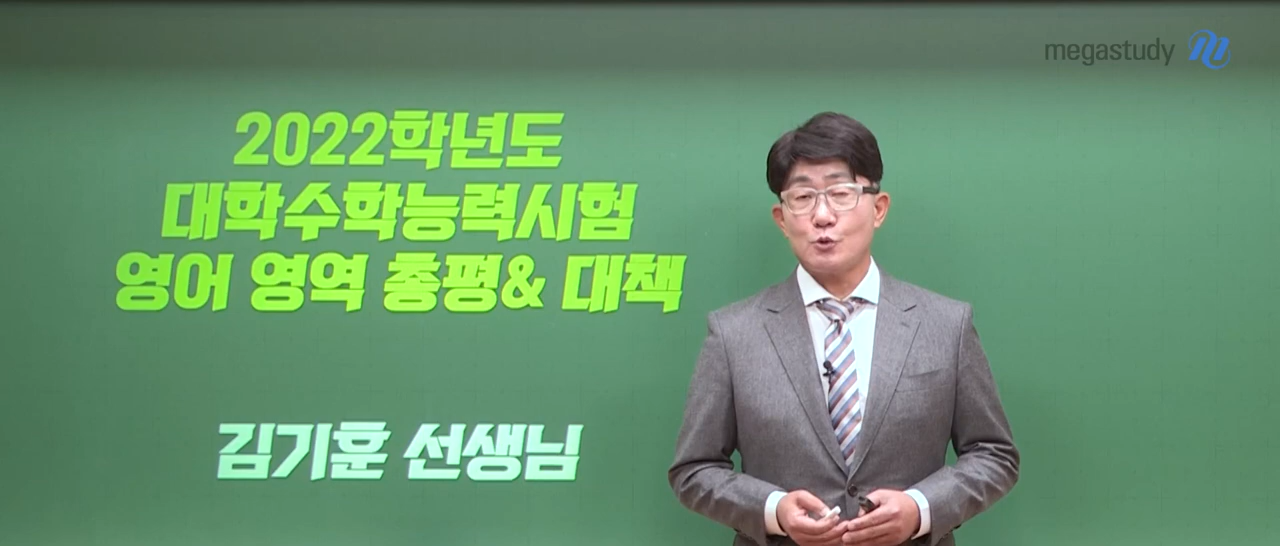 megastudy
2022학년도
대학수학능력시험
영어 영역 총평& 대책
김기훈 선생님